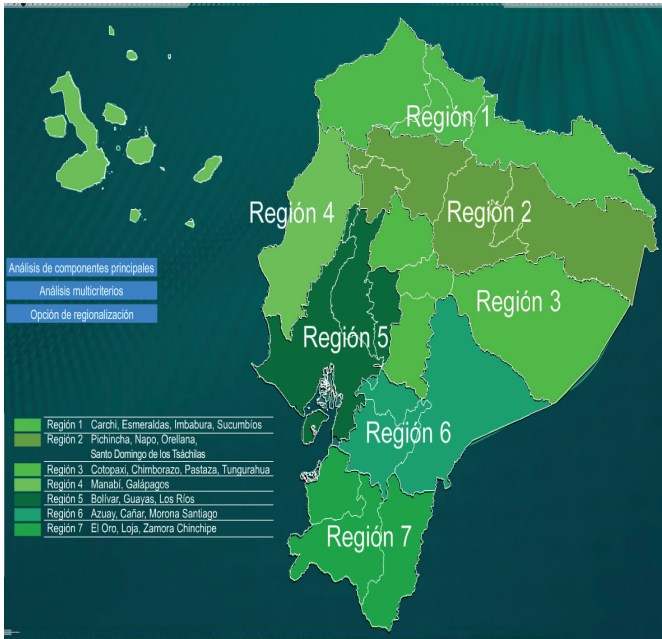 Región 1
Región 4
Región 2
Análisis de componentes principales
Análisis multicriterios
Opción de regionalización
Región 3
Región 5
Región 6
Región 7
Región 1 Carchi, Esmeraldas, Imbabura, Sucumbíos
Región 2 Pichincha, Napo, Orellana,
Santo Domingo de los Tsáchilas
Región 3 Cotopaxi, Chimborazo, Pastaza, Tungurahua
Región 4 Manabí, Galápagos
Región 5 Bolívar, Guayas, Los Ríos
Región 6 Azuay, Cañar, Morona Santiago
Región 7 El Oro, Loja, Zamora Chinchipe